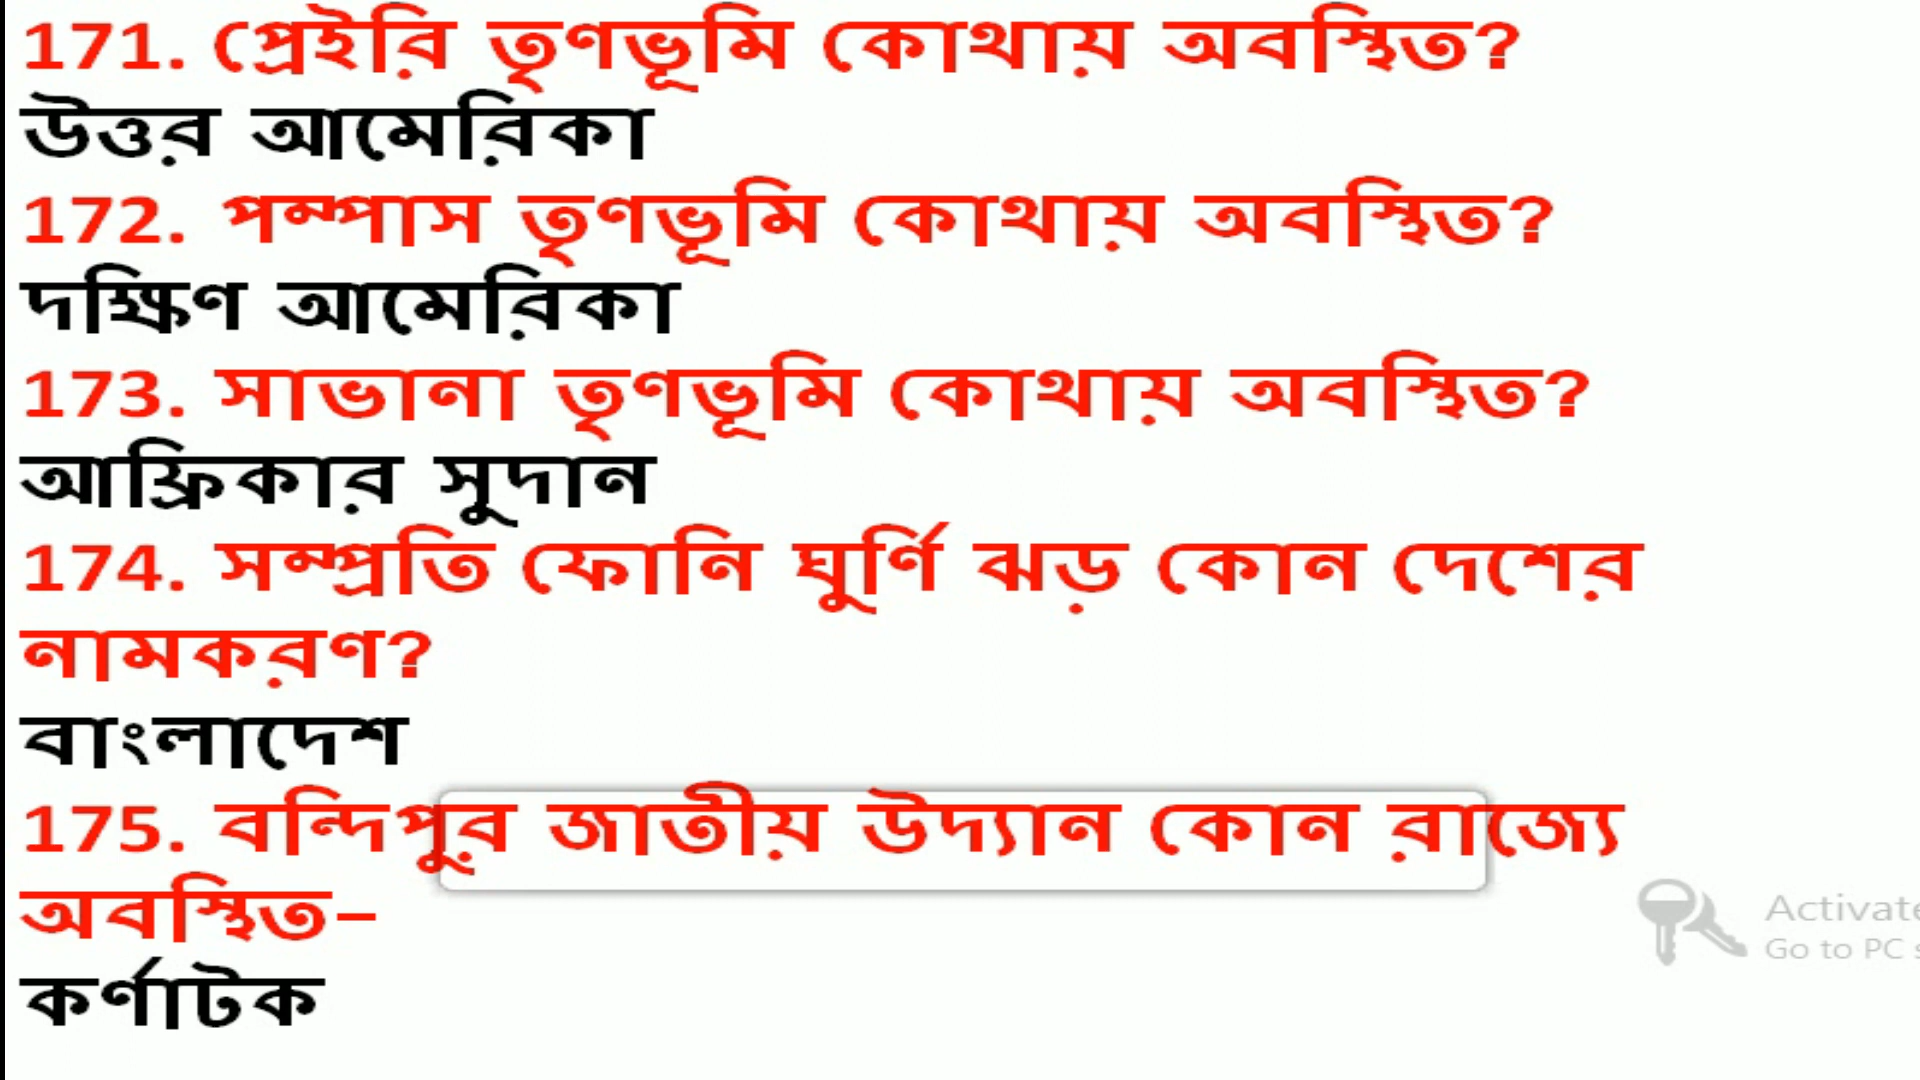 171. প্রেইরি তৃণভূমি কোথায় অবস্থিত?
উত্তর আমেরিকা
172. পম্পাস তৃণভূমি কোথায় অবস্থিত?
দক্ষিণ আমেরিকা
173. সাভানা তৃণভূমি কোথায় অবস্থিত?
আফ্রিকার সুদান
174. সম্প্রতি ফোনি ঘুর্ণি ঝড় কোন দেশের
নামকরণ?
বাংলাদেশ
175. বন্দিপুর জাতীয় উদ্যান কোন রাজ্যে
অবস্থিত–
কর্ণাটক
Activate
Go to PC s